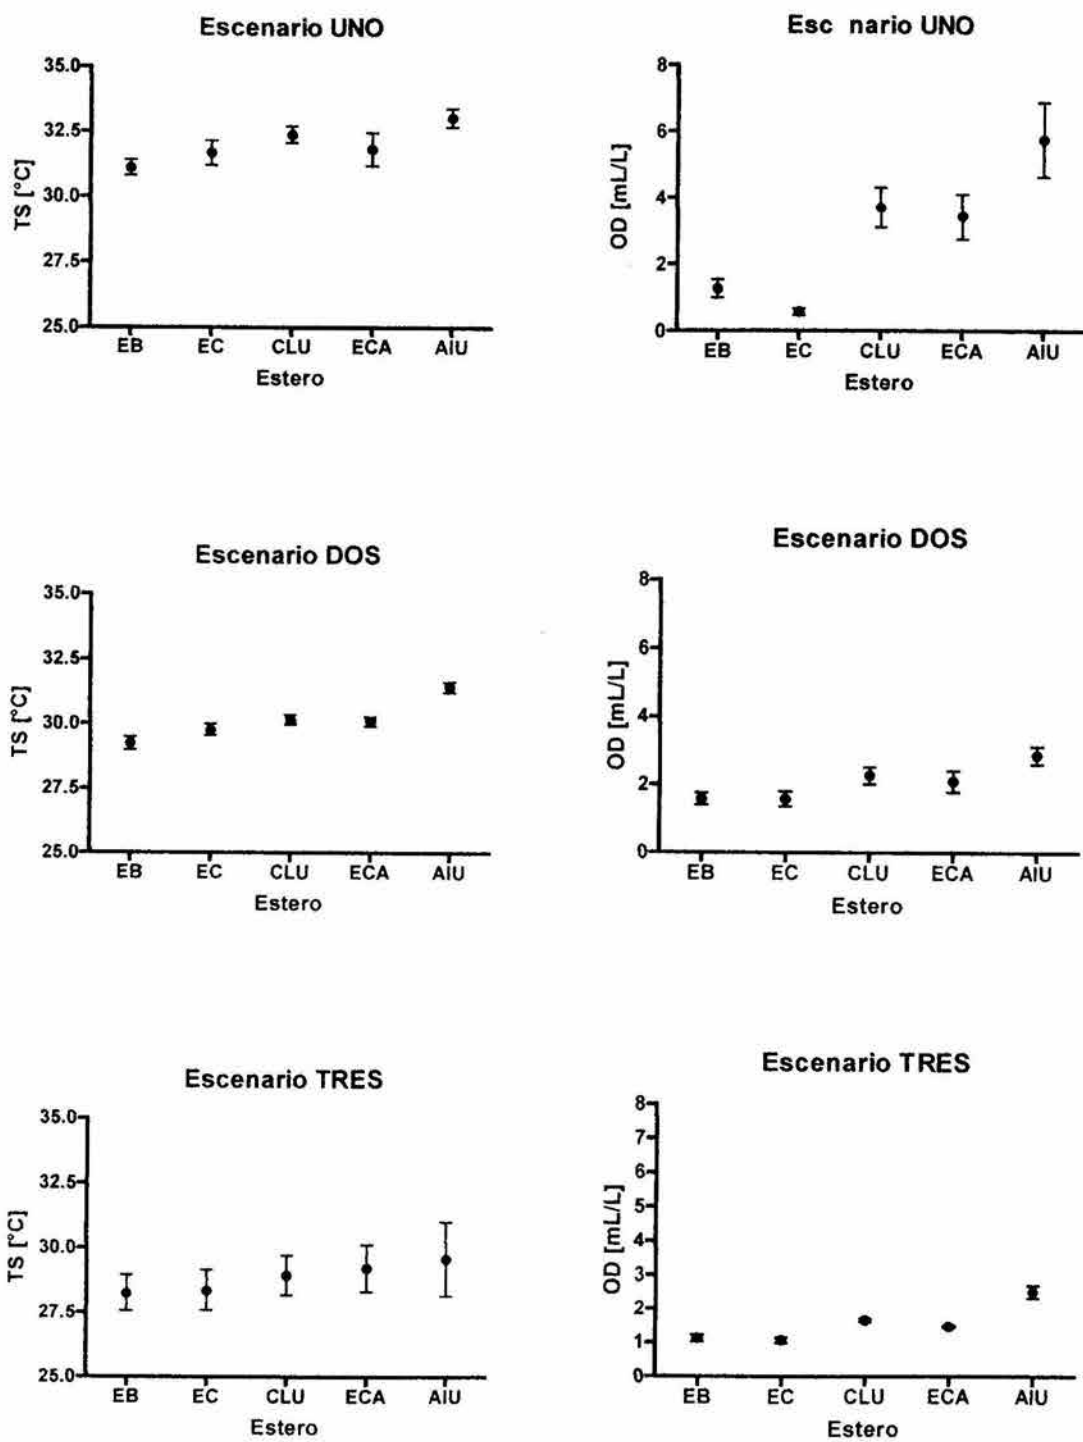 Escenario UNO
35.0
32.5
30.0
27.5
25.0
TS [°C]
EB EC CLU ECA AIU
Estero
Esc nario UNO
8
6
4
2
0
OD [mL/L]
EB EC CLU ECA AIU
Estero
Escenario DOS
35.0
32.5
30.0
27.5
25.0
TS [°C]
EB EC CLU ECA AIU
Estero
Escenario DOS
8
6
4
2
0
OD [mL/L]
EB EC CLU ECA AIU
Estero
Escenario TRES
35.0
32.5
30.0
27.5
25.0
TS [°C]
EB EC CLU ECA AIU
Estero
Escenario TRES
8
7
6
5
4
3
2
1
0
OD [mL/L]
EB EC CLU ECA AIU
Estero